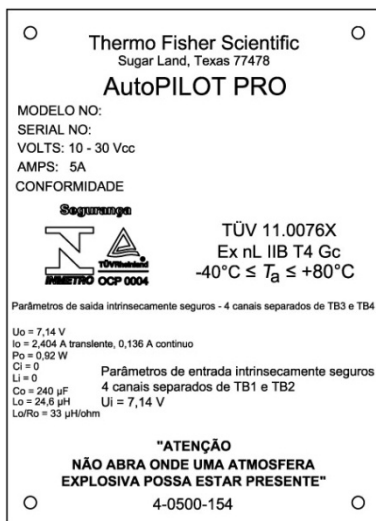 Thermo Fisher Scientific
Sugar Land, Texas 77478
AutoPILOT PRO
MODELO NO:
SERIAL NO:
VOLTS: 10 - 30 Vcc
AMPS: 5A
CONFORMIDADE
Segurança
INMETRO
TÜVRheinland
OCP 0004
TÜV 11.0076X
Ex nL IIB T4 Gc
-40°C ≤ Ta ≤ +80°C
Parâmetros de saida intrinsecamente seguros - 4 canais separados de TB3 e TB4
Uo = 7,14 V
Io = 2,404 A translente, 0,136 A continuo
Po = 0,92 W
Ci = 0
Li = 0
Co = 240 µF
Lo = 24,6 µH
Lo/Ro = 33 µH/ohm
Parâmetros de entrada intrinsecamente seguros
4 canais separados de TB1 e TB2
Ui = 7,14 V
"ATENÇÃO
NÃO ABRA ONDE UMA ATMOSFERA
EXPLOSIVA POSSA ESTAR PRESENTE"
4-0500-154